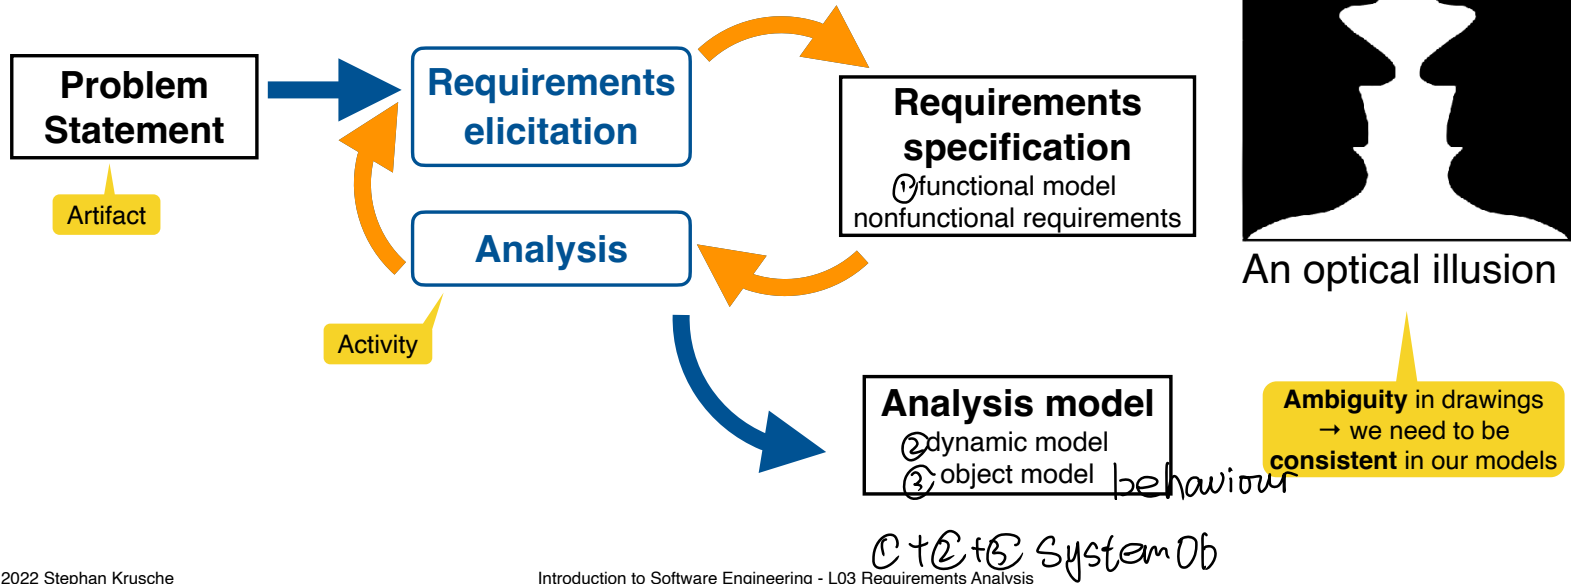 Problem
Statement
Artifact
Requirements
elicitation
Analysis
Activity
Requirements
specification
①functional model
nonfunctional requirements
Analysis model
②dynamic model
③ object model behaviour
①+②+③ System Ob
An optical illusion
Ambiguity in drawings
→ we need to be
consistent in our models
2022 Stephan Krusche
Introduction to Software Engineering - L03 Requirements Analysis